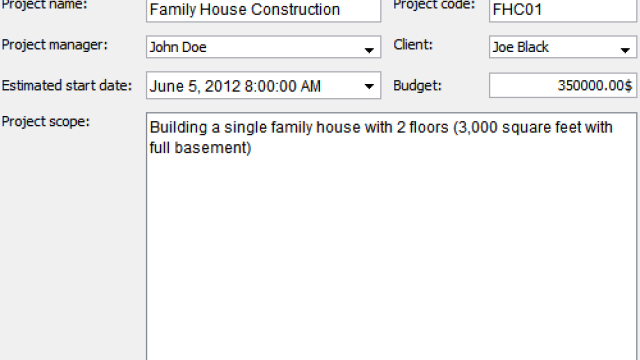 Project name: Family House Construction Project code: FHC01
Project manager: John Doe Client: Joe Black
Estimated start date: June 5, 2012 8:00:00 AM Budget: 350000.00$
Project scope: Building a single family house with 2 floors (3,000 square feet with
full basement)